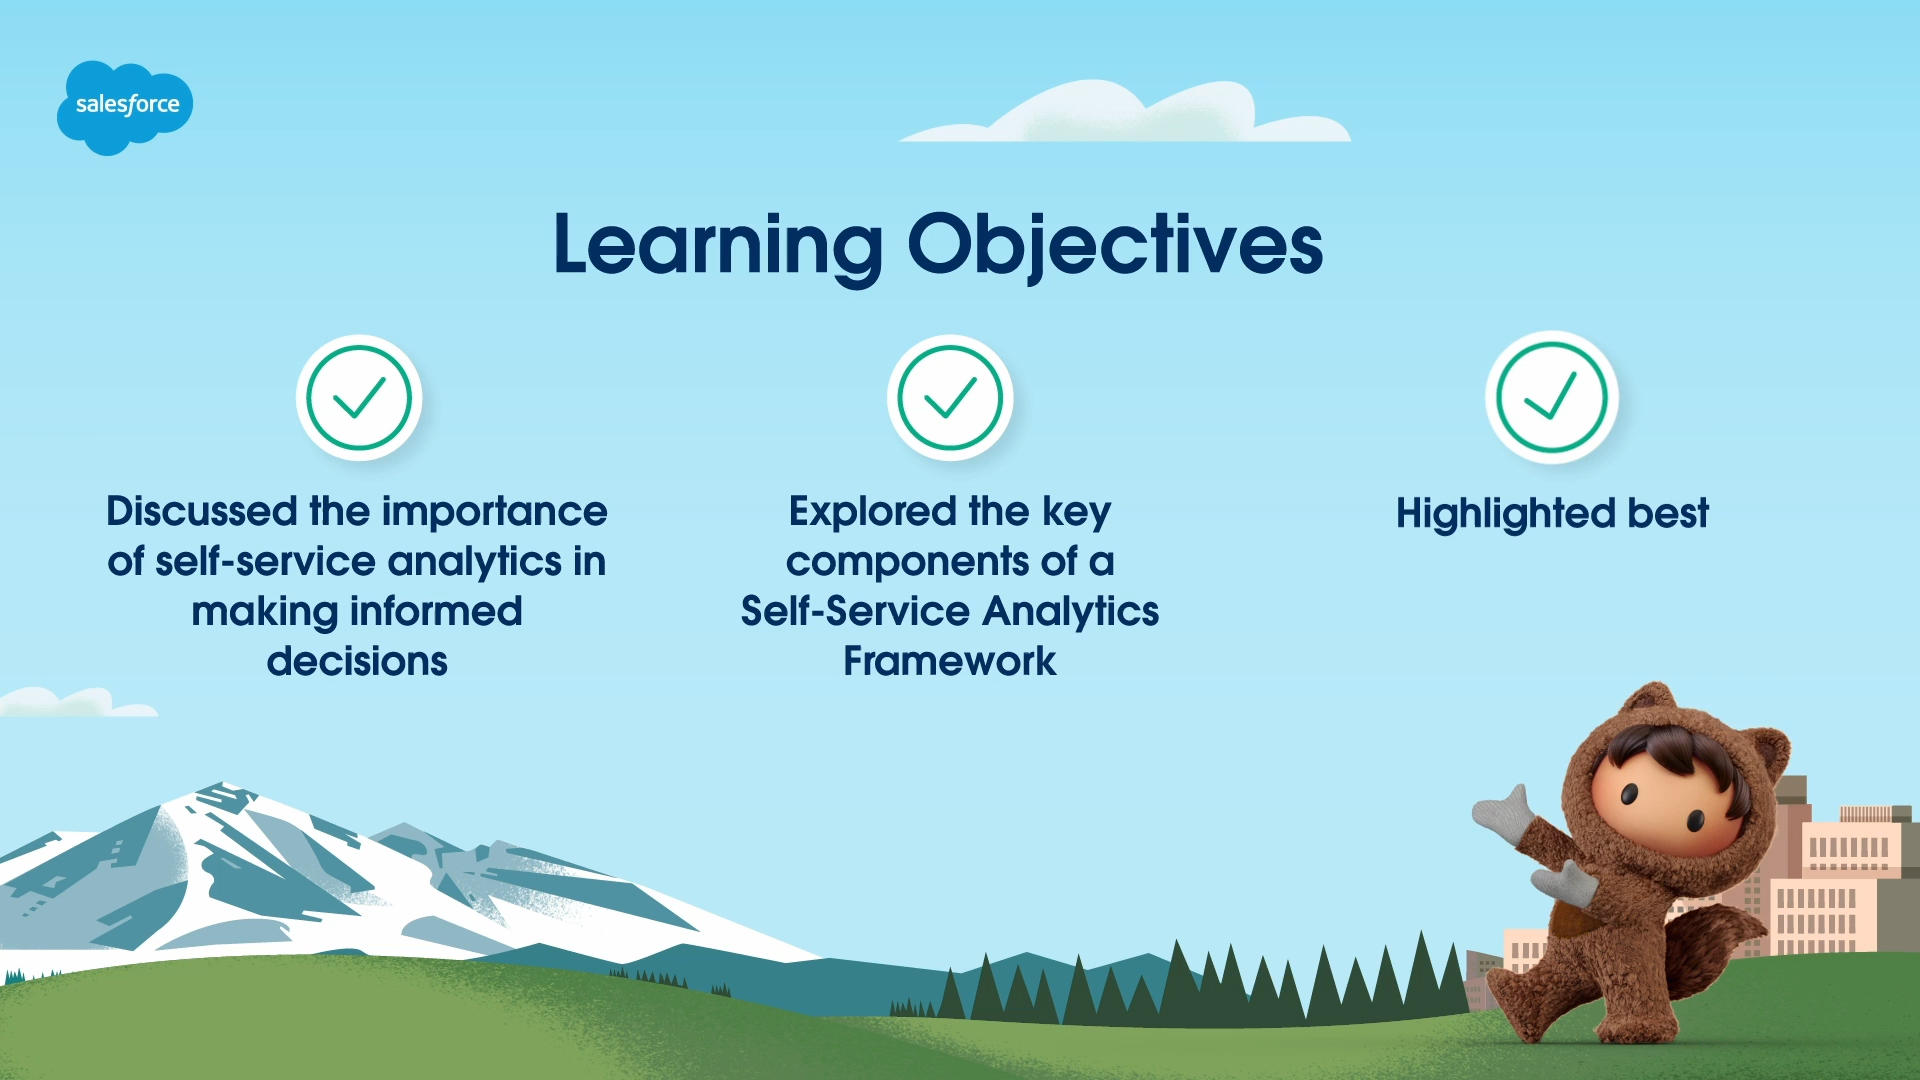 salesforce
Learning Objectives
Discussed the importance
of self-service analytics in
making informed
decisions
Explored the key
components of a
Self-Service Analytics
Framework
Highlighted best